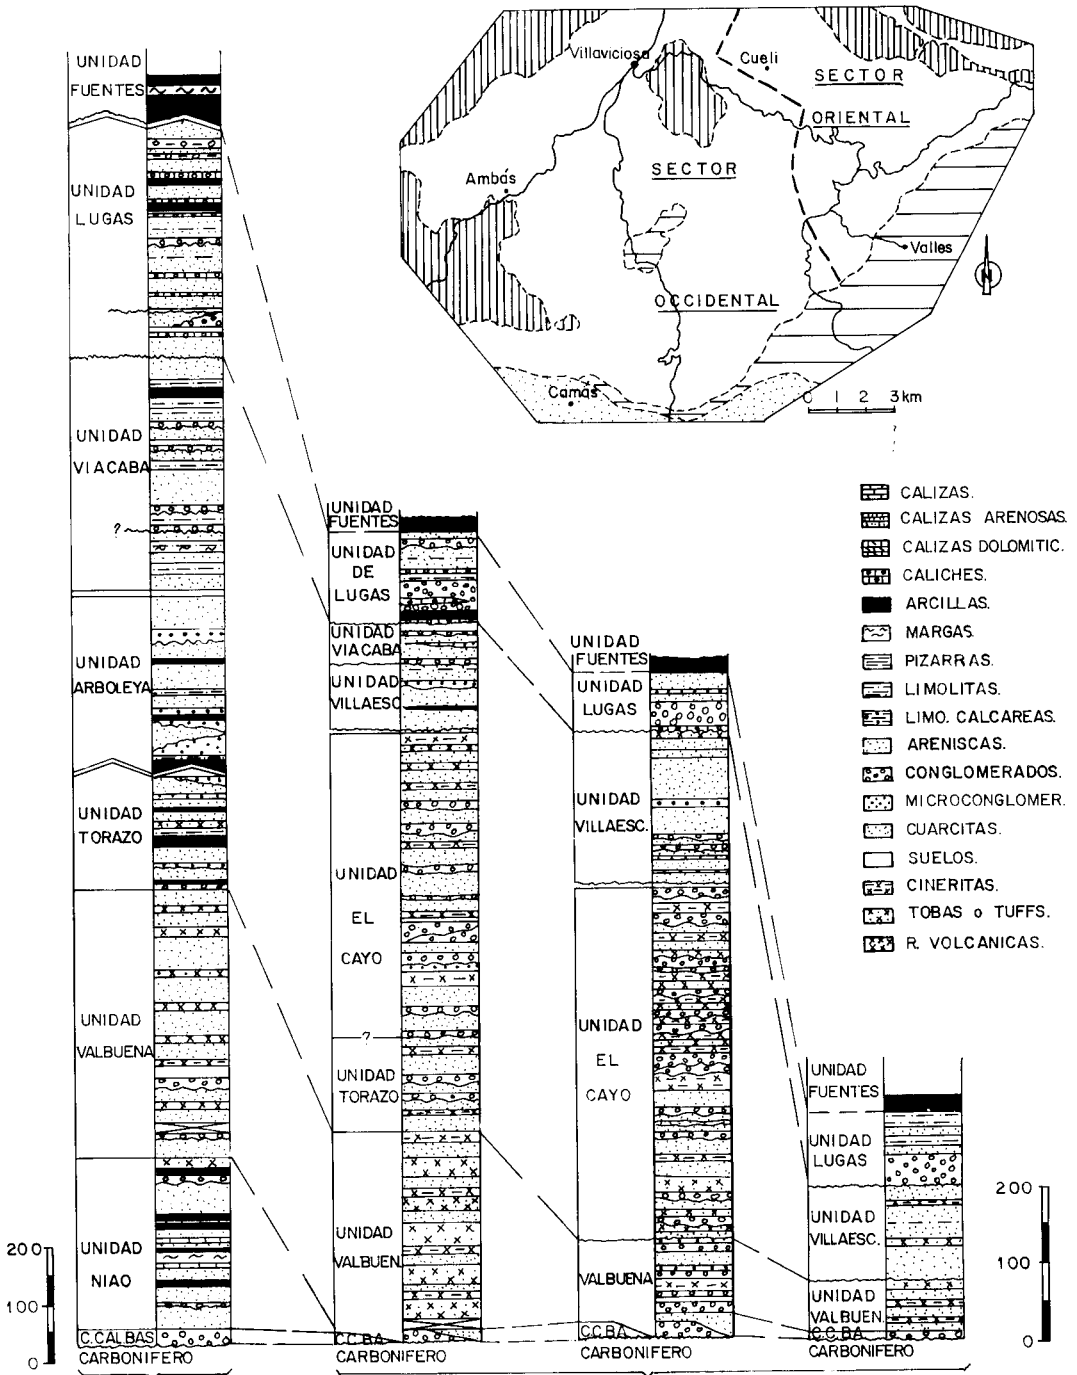 UNIDAD
FUENTES
UNIDAD
LUGAS
UNIDAD
VIACABA
?
UNIDAD
ARBOLEYA
UNIDAD
TORAZO
UNIDAD
VALBUENA
UNIDAD
NIAO
C.CALBAS
CARBONIFERO
200
100
0
UNIDAD
FUENTES
UNIDAD
DE
LUGAS
UNIDAD
VIACABA
UNIDAD
VILLAESC.
UNIDAD
EL
CAYO
?
UNIDAD
TORAZO
UNIDAD
VALBUEN.
C.C.BA.
CARBONIFERO
UNIDAD
FUENTES
UNIDAD
LUGAS
UNIDAD
VILLAESC.
UNIDAD
EL
CAYO
VALBUENA
C.C.BA.
CARBONIFERO
UNIDAD
FUENTES
UNIDAD
LUGAS
UNIDAD
VILLAESC.
UNIDAD
VALBUEN.
C.C.BA.
CARBONIFERO
200
100
0
Villaviciosa
Cueli
SECTOR
ORIENTAL
Ambás
SECTOR
Valles
OCCIDENTAL
Camás
N
0 1 2 3 km
CALIZAS.
CALIZAS ARENOSAS.
CALIZAS DOLOMITIC.
CALICHES.
ARCILLAS.
MARGAS.
PIZARRAS.
LIMOLITAS.
LIMO. CALCAREAS.
ARENISCAS.
CONGLOMERADOS.
MICROCONGLOMER.
CUARCITAS.
SUELOS.
CINERITAS.
TOBAS o TUFFS.
R. VOLCANICAS.